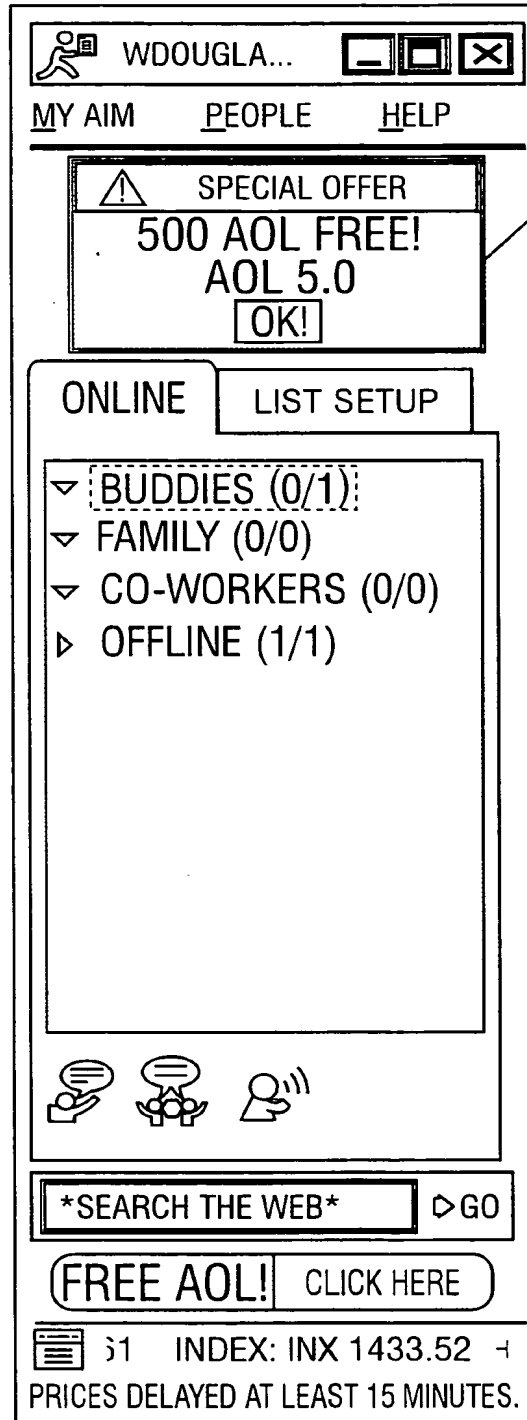 WDOUGLA...
MY AIM PEOPLE HELP
SPECIAL OFFER
500 AOL FREE!
AOL 5.0
OK!
ONLINE LIST SETUP
BUDDIES (0/1)
FAMILY (0/0)
CO-WORKERS (0/0)
OFFLINE (1/1)
*SEARCH THE WEB* GO
FREE AOL! CLICK HERE
INDEX: INX 1433.52
PRICES DELAYED AT LEAST 15 MINUTES.